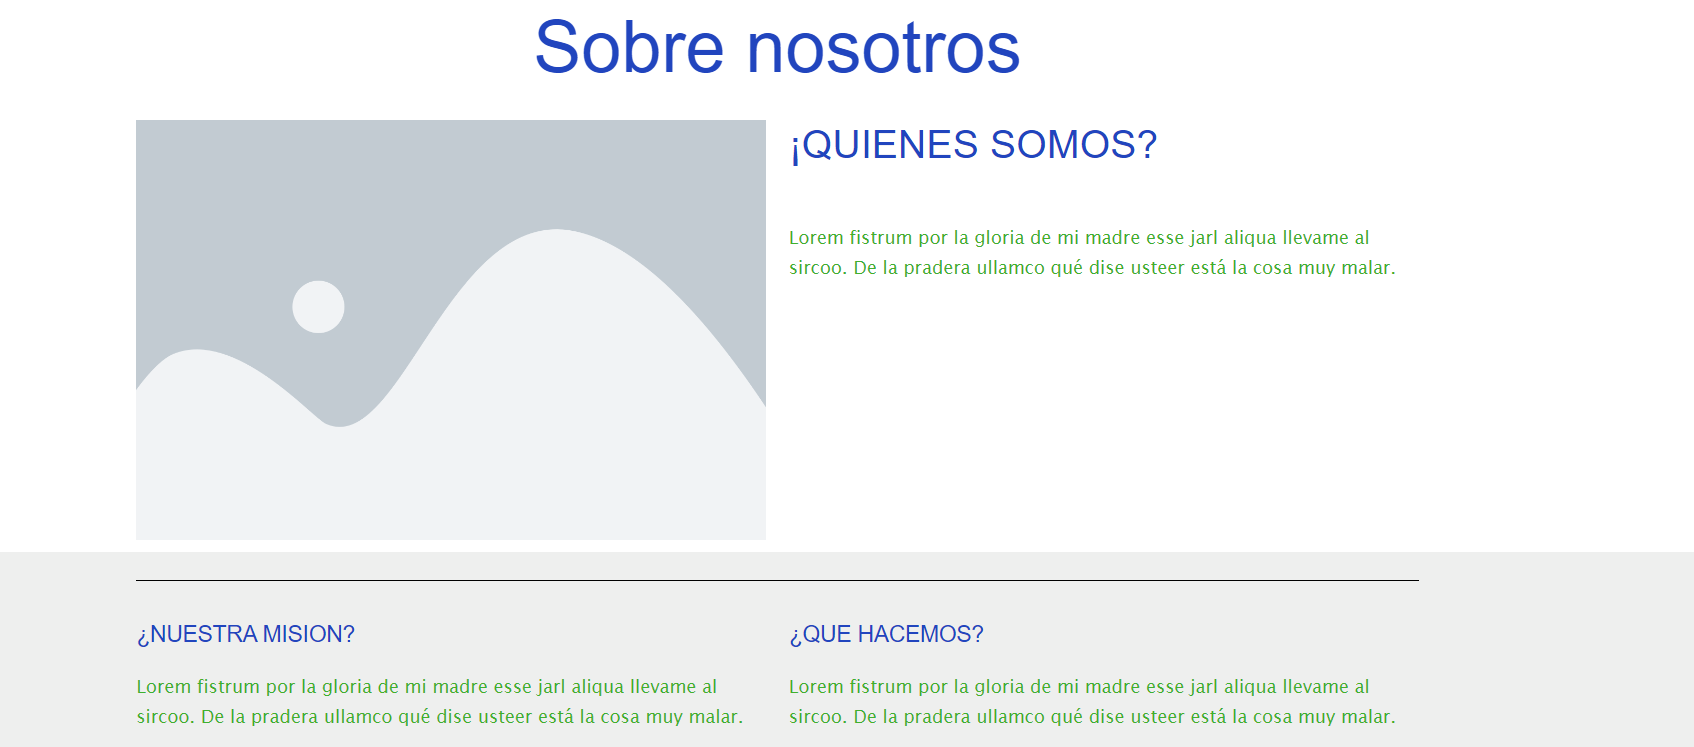 Sobre nosotros
¡QUIENES SOMOS?
Lorem fistrum por la gloria de mi madre esse jarl aliqua llevame al
sircoo. De la pradera ullamco qué dise usteer está la cosa muy malar.
¿NUESTRA MISION?
Lorem fistrum por la gloria de mi madre esse jarl aliqua llevame al
sircoo. De la pradera ullamco qué dise usteer está la cosa muy malar.
¿QUE HACEMOS?
Lorem fistrum por la gloria de mi madre esse jarl aliqua llevame al
sircoo. De la pradera ullamco qué dise usteer está la cosa muy malar.